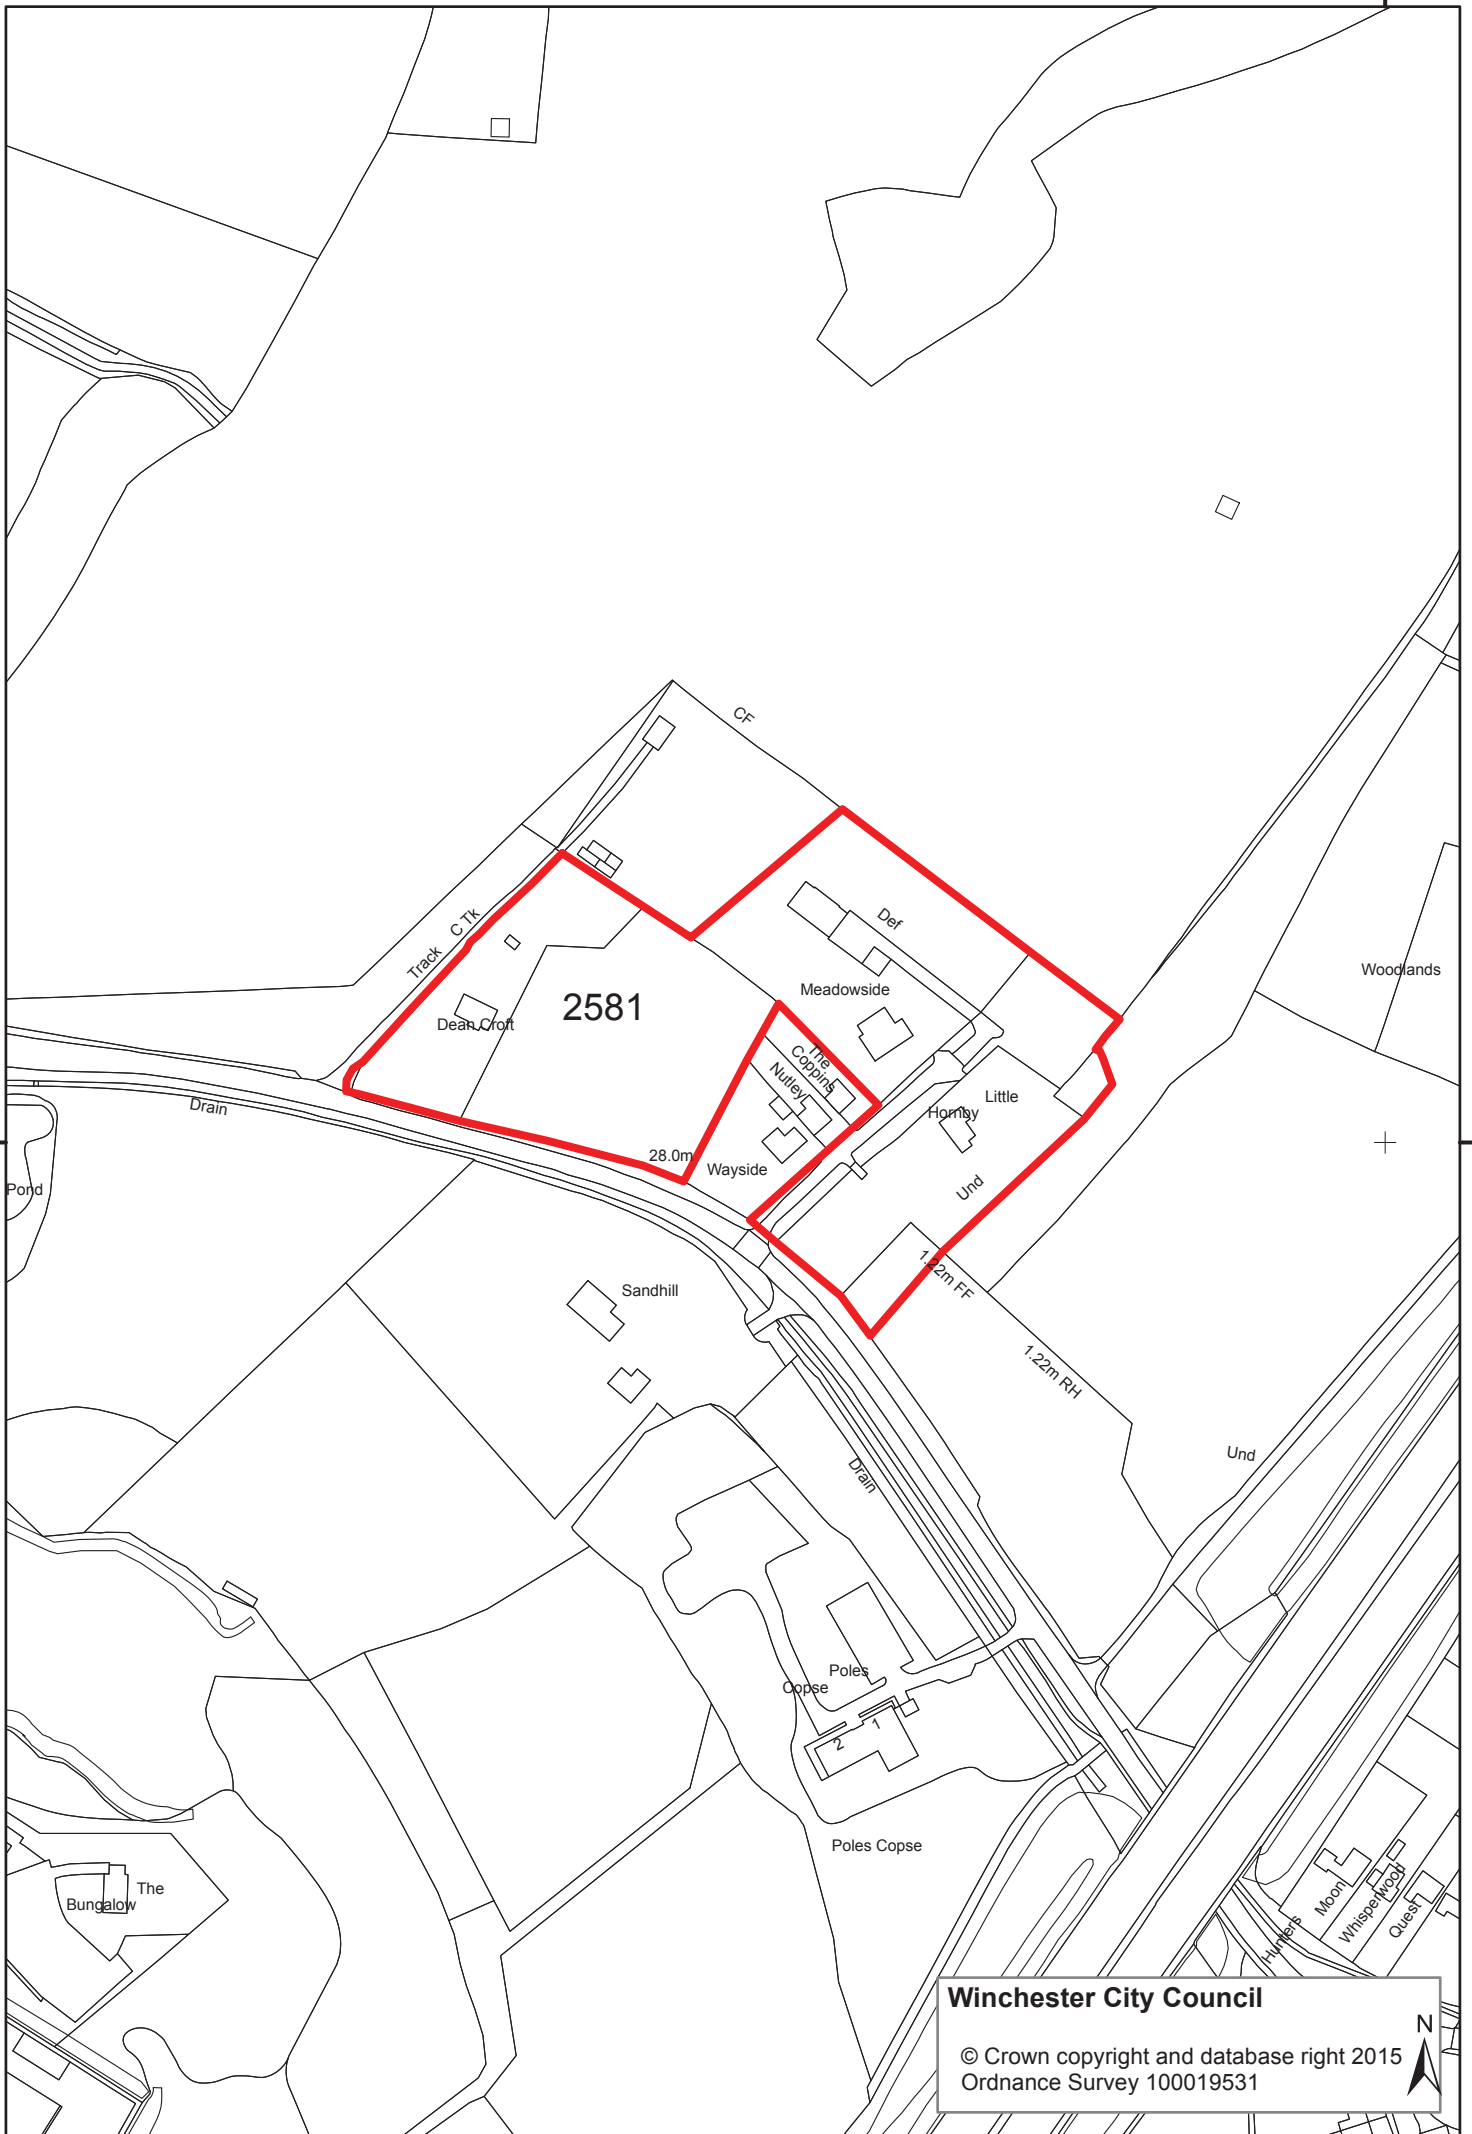 CF
Track
C Tk
Def
Woodlands
Meadowside
2581
Dean Croft
The
Coppins
Nutley
Little
Hornby
Drain
28.0m
Wayside
Pond
Und
1.22m FF
Sandhill
1.22m RH
Und
Drain
Poles
Copse
1
2
Poles Copse
The
Bungalow
Moon
Whisperwood
Quest
Hunters
Winchester City Council
N
© Crown copyright and database right 2015
Ordnance Survey 100019531